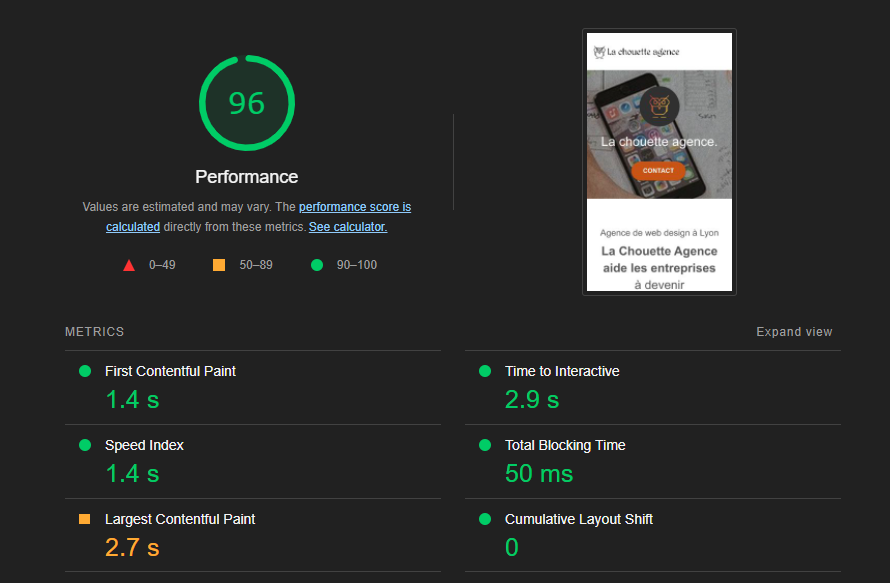 96
Performance
Values are estimated and may vary. The performance score is
calculated directly from these metrics. See calculator.
0–49
50–89
90–100
La chouette agence
La chouette agence.
CONTACT
Agence de web design à Lyon
La Chouette Agence
aide les entreprises
à devenir
METRICS
Expand view
First Contentful Paint
1.4 s
Time to Interactive
2.9 s
Speed Index
1.4 s
Total Blocking Time
50 ms
Largest Contentful Paint
2.7 s
Cumulative Layout Shift
0